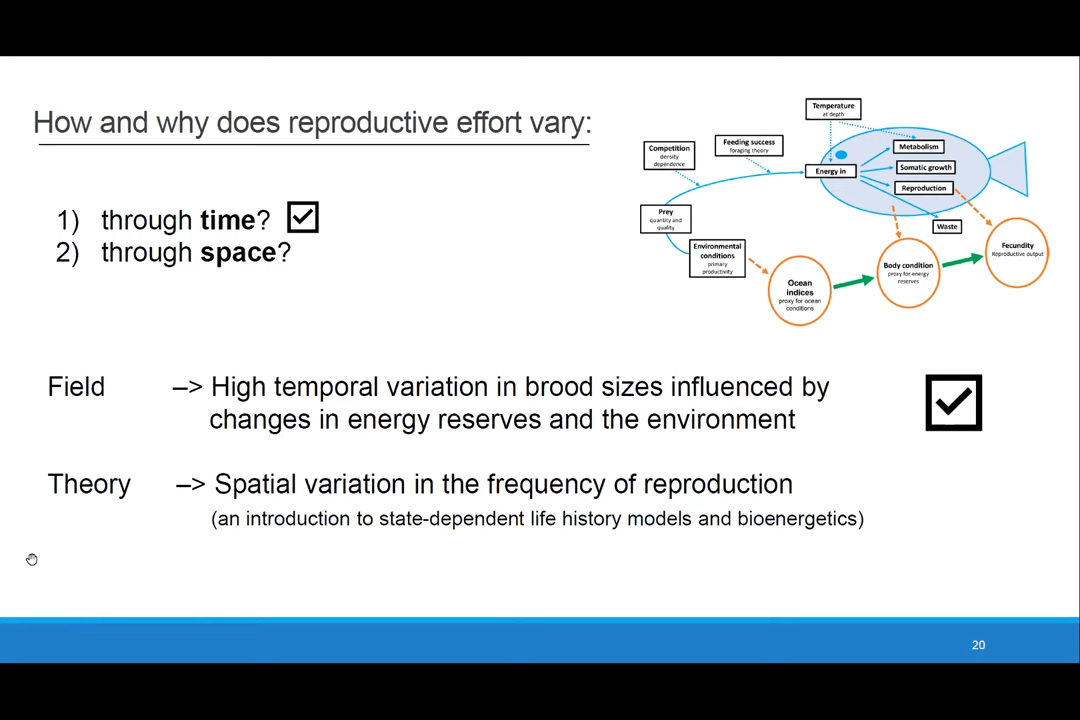 How and why does reproductive effort vary:
1) through time?
2) through space?
Temperature
at depth
Competition
density
dependence
Feeding success
foraging theory
Energy in
Metabolism
Somatic growth
Reproduction
Waste
Prey
quantity and
quality
Environmental
conditions
primary
productivity
Ocean
indices
proxy for ocean
conditions
Body condition
proxy for energy
reserves
Fecundity
Reproductive output
Field –> High temporal variation in brood sizes influenced by
changes in energy reserves and the environment
Theory –> Spatial variation in the frequency of reproduction
(an introduction to state-dependent life history models and bioenergetics)
20